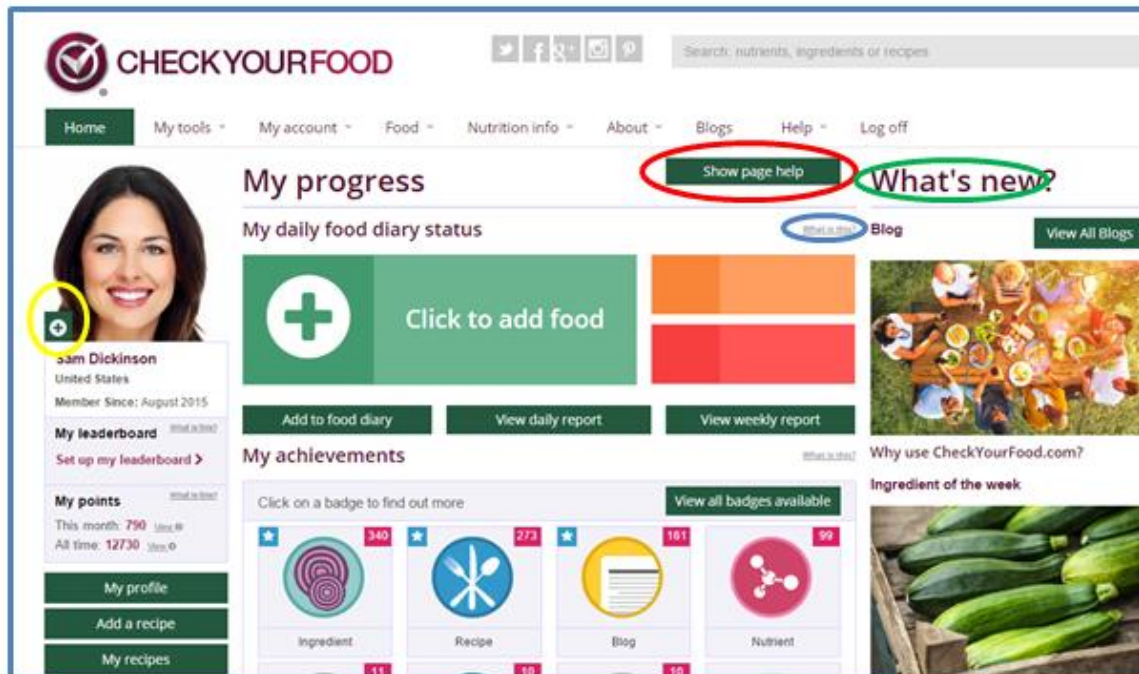 CHECKYOURFOOD
Search: nutrients, ingredients or recipes
Home My tools My account Food Nutrition info About Blogs Help Log off
My progress
Show page help
What's new?
My daily food diary status
What is this?
Blog
View All Blogs
Click to add food
Sam Dickinson
United States
Member Since: August 2015
My leaderboard What is this?
Set up my leaderboard >
My points What is this?
This month: 790 View
All time: 12730 View
My profile
Add a recipe
My recipes
Add to food diary
View daily report
View weekly report
My achievements
What is this?
Click on a badge to find out more
View all badges available
340 273 161 99
Ingredient Recipe Blog Nutrient
11 10 10
Why use CheckYourFood.com?
Ingredient of the week